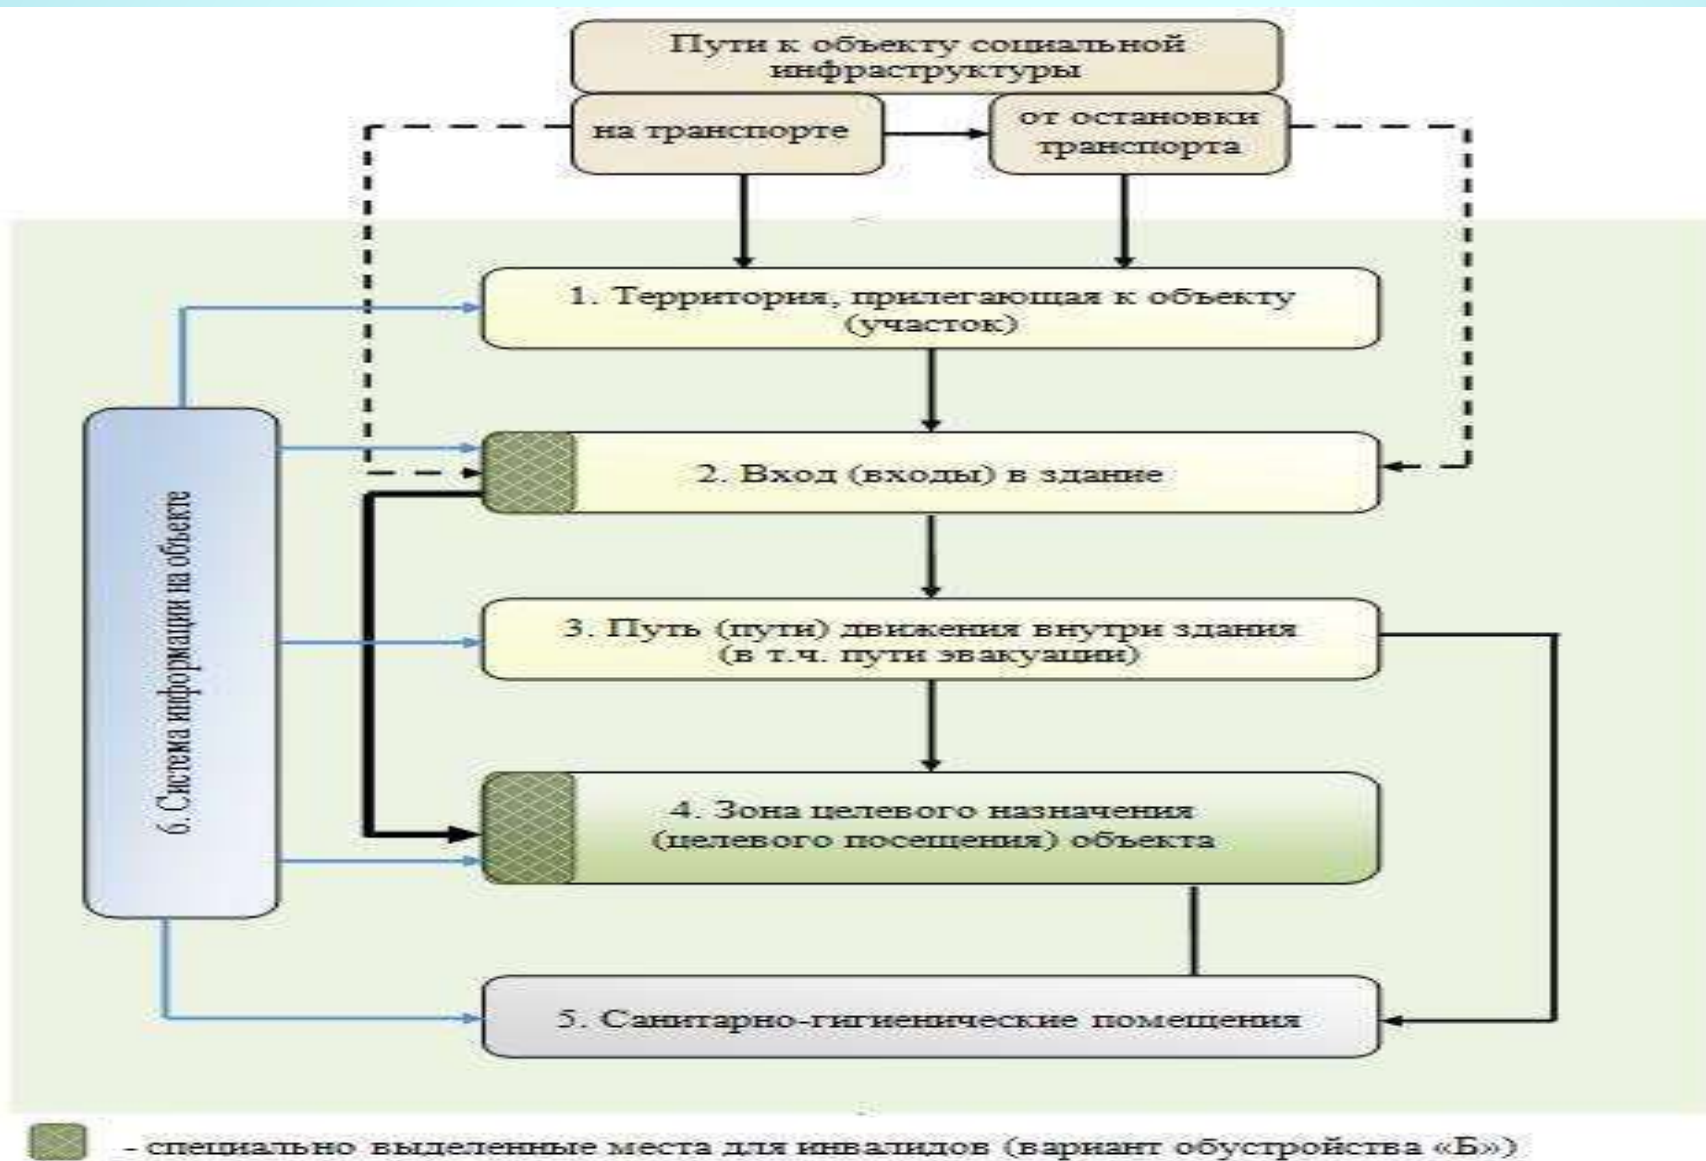 Пути к объекту социальной
инфраструктуры
на транспорте
от остановки
транспорта
1. Территория, прилегающая к объекту
(участок)
2. Вход (входы) в здание
3. Путь (пути) движения внутри здания
(в т.ч. пути эвакуации)
4. Зона целевого назначения
(целевого посещения) объекта
5. Санитарно-гигиенические помещения
6. Система информации на объекте
- специально выделенные места для инвалидов (вариант обустройства «Б»)